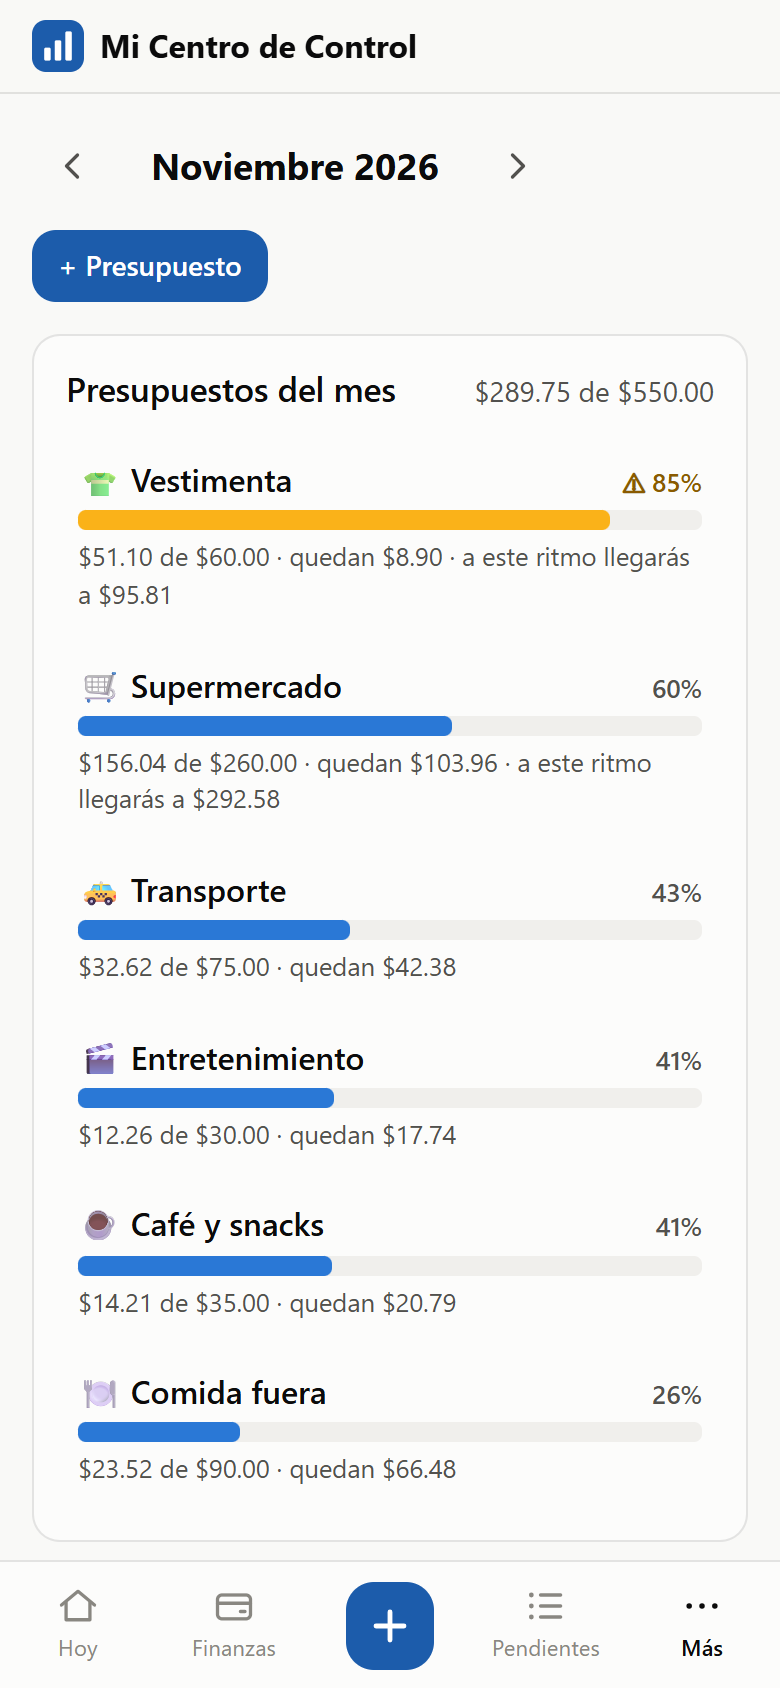 Mi Centro de Control
Noviembre 2026
+ Presupuesto
Presupuestos del mes
$289.75 de $550.00
Vestimenta
⚠ 85%
$51.10 de $60.00 · quedan $8.90 · a este ritmo llegarás
a $95.81
Supermercado
60%
$156.04 de $260.00 · quedan $103.96 · a este ritmo
llegarás a $292.58
Transporte
43%
$32.62 de $75.00 · quedan $42.38
Entretenimiento
41%
$12.26 de $30.00 · quedan $17.74
Café y snacks
41%
$14.21 de $35.00 · quedan $20.79
Comida fuera
26%
$23.52 de $90.00 · quedan $66.48
Hoy
Finanzas
Pendientes
Más